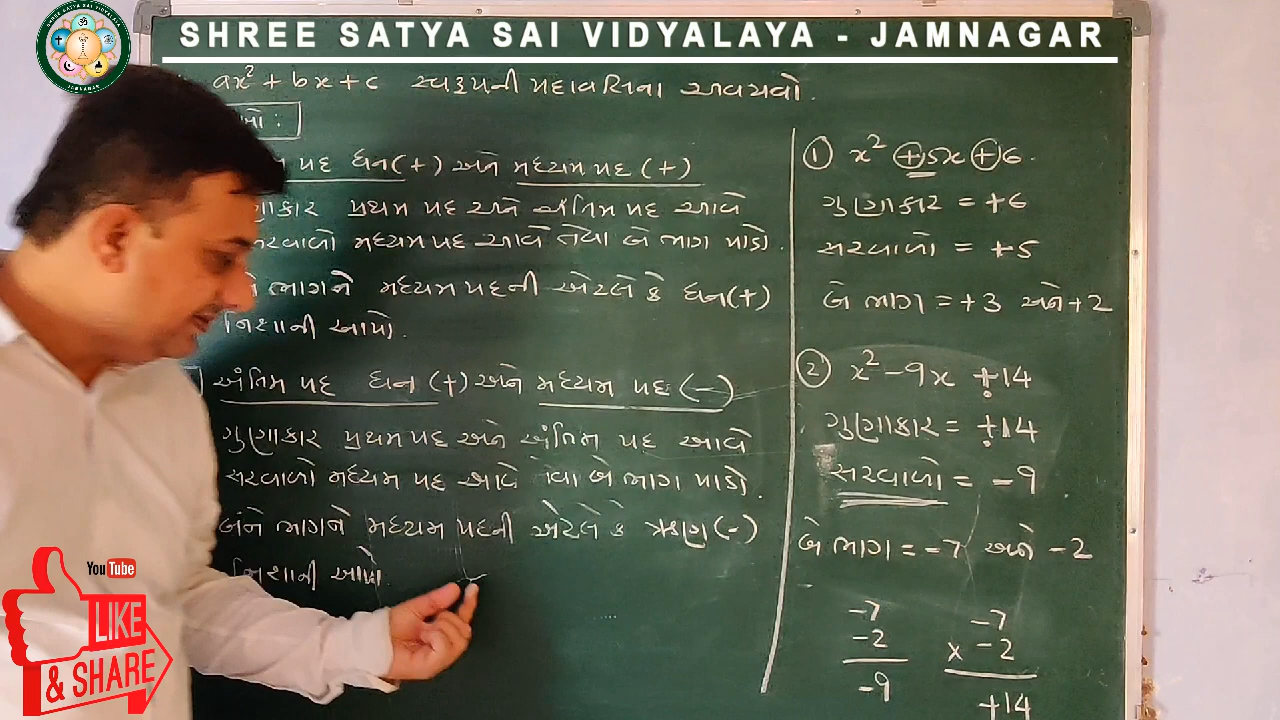 SHREE SATYA SAI VIDYALAYA - JAMNAGAR
ax² + bx + c સ્વરૂપની પદાવલિના અવયવો.
પદ ધન(+) અને મધ્યમ પદ (+)
પ્રથમ પદ અને અંતિમ પદ આવે
મધ્યમ પદ આવે તેવા બે ભાગ પાડો.
ભાગને મધ્યમ પદની એટલે કે ધન(+)
નિશાની આપો.
અંતિમ પદ ધન (+) અને મધ્યમ પદ (-)
ગુણાકાર પ્રથમ પદ અને અંતિમ પદ આવે
સરવાળો મધ્યમ પદ આવે તેવા બે ભાગ પાડો.
બંને ભાગને મધ્યમ પદની એટલે કે ઋણ(-)
નિશાની આપો.
① x² + 5x + 6.
ગુણાકાર = +6
સરવાળો = +5
બે ભાગ = +3 અને +2
② x² - 9x + 14
ગુણાકાર = +14
સરવાળો = -9
બે ભાગ = -7 અને -2
-7 -7
-2 x -2
-9 +14
YouTube
LIKE
& SHARE